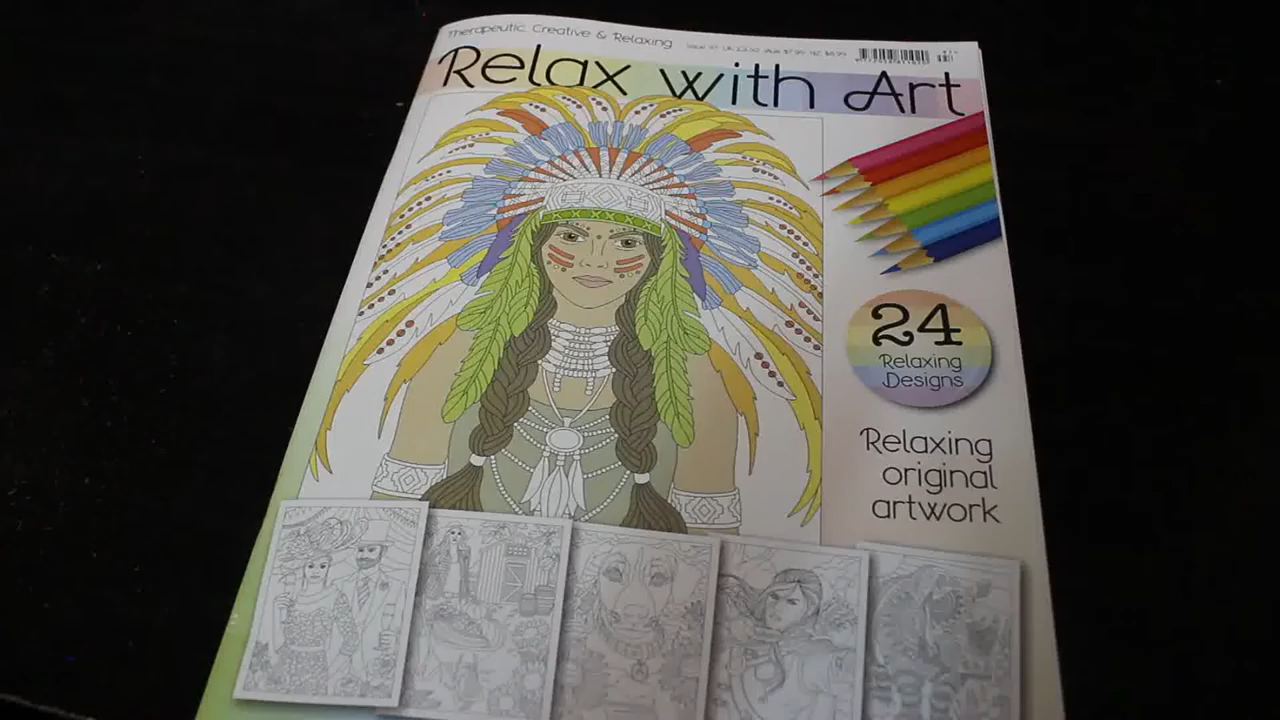 Therapeutic, Creative & Relaxing
Relax with Art
24
Relaxing
Designs
Relaxing
original
artwork